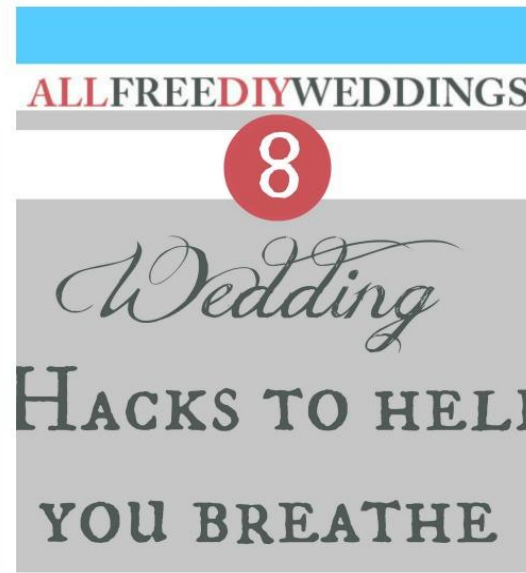 ALLFREEDIYWEDDINGS
8
Wedding
HACKS TO HEL
YOU BREATHE